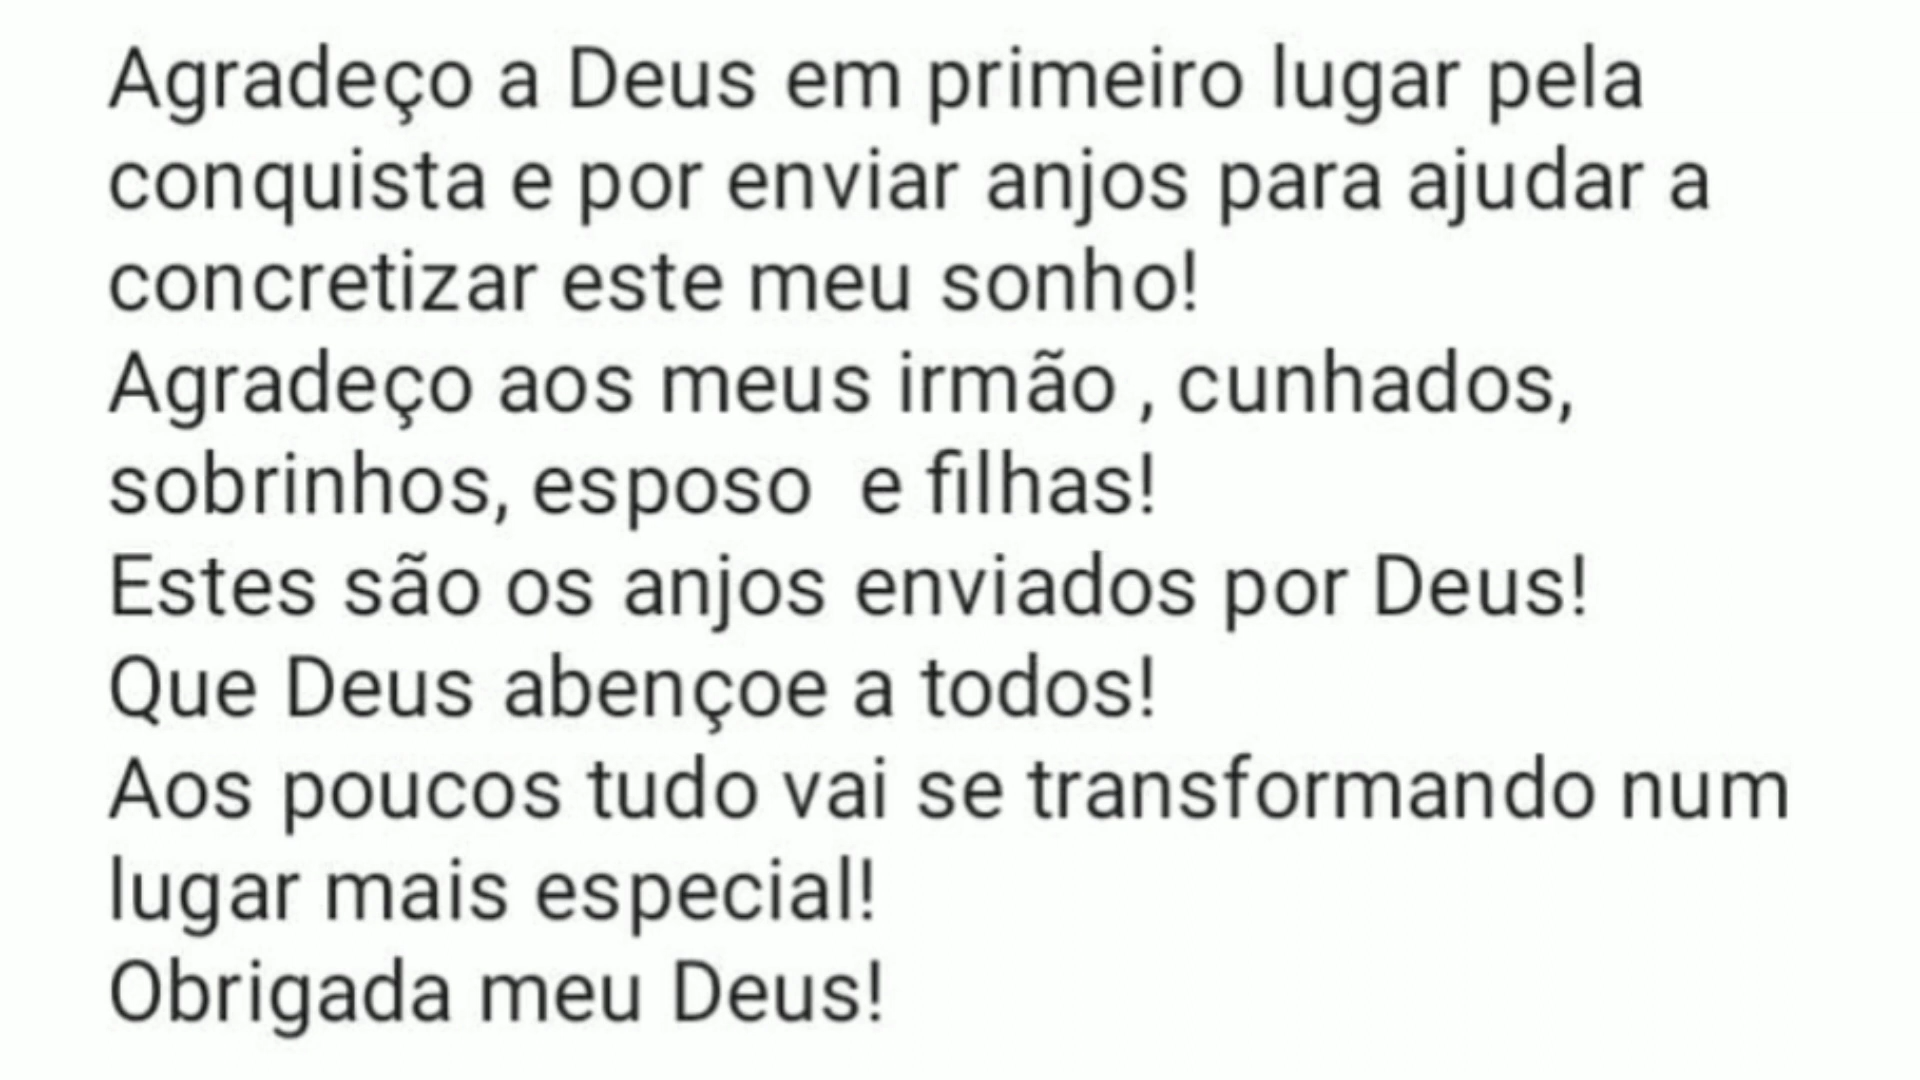 Agradeço a Deus em primeiro lugar pela
conquista e por enviar anjos para ajudar a
concretizar este meu sonho!
Agradeço aos meus irmão , cunhados,
sobrinhos, esposo  e filhas!
Estes são os anjos enviados por Deus!
Que Deus abençoe a todos!
Aos poucos tudo vai se transformando num
lugar mais especial!
Obrigada meu Deus!